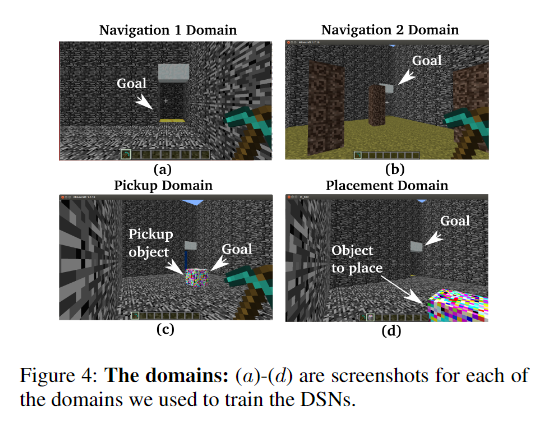 Navigation 1 Domain
Navigation 2 Domain
Goal
Goal
(a)
(b)
Pickup Domain
Placement Domain
Pickup
object
Goal
Goal
Object
to place
(c)
(d)
Figure 4: The domains: (a)-(d) are screenshots for each of
the domains we used to train the DSNs.